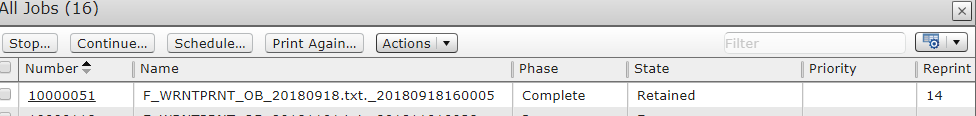 All Jobs (16)
Stop... Continue... Schedule... Print Again... Actions Filter
Number Name Phase State Priority Reprint
10000051 F_WRNTPRNT_OB_20180918.txt._20180918160005 Complete Retained 14